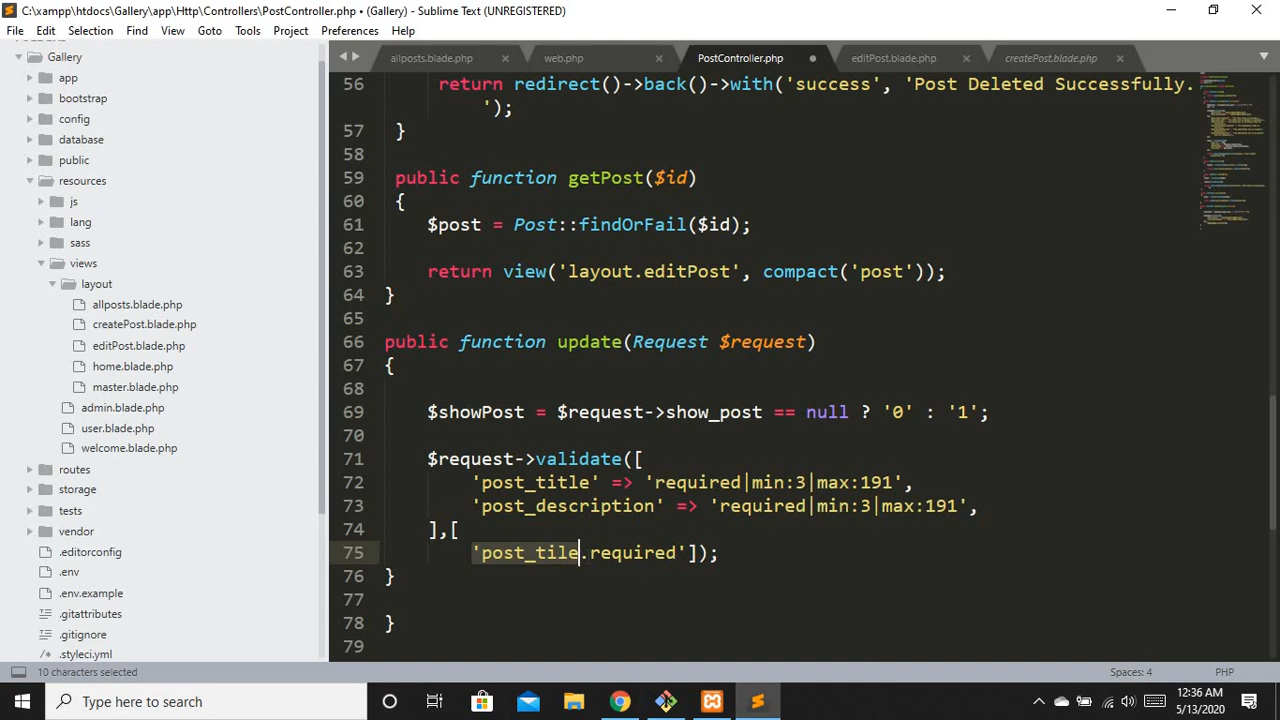 C:\xampp\htdocs\Gallery\app\Http\Controllers\PostController.php • (Gallery) - Sublime Text (UNREGISTERED)
File Edit Selection Find View Goto Tools Project Preferences Help
allposts.blade.php web.php PostController.php editPost.blade.php createPost.blade.php
Gallery
app
bootstrap
config
database
public
resources
js
lang
sass
views
layout
allposts.blade.php
createPost.blade.php
editPost.blade.php
home.blade.php
master.blade.php
admin.blade.php
user.blade.php
welcome.blade.php
routes
storage
tests
vendor
.editorconfig
.env
.env.example
.gitattributes
.gitignore
.styleci.yml
56 return redirect()->back()->with('success', 'Post Deleted Successfully.
');
57 }
58
59 public function getPost($id)
60 {
61 $post = Post::findOrFail($id);
62
63 return view('layout.editPost', compact('post'));
64 }
65
66 public function update(Request $request)
67 {
68
69 $showPost = $request->show_post == null ? '0' : '1';
70
71 $request->validate([
72 'post_title' => 'required|min:3|max:191',
73 'post_description' => 'required|min:3|max:191',
74 ],[
75 'post_tile.required']);
76 }
77
78 }
79
10 characters selected Spaces: 4 PHP
Type here to search
12:36 AM
5/13/2020